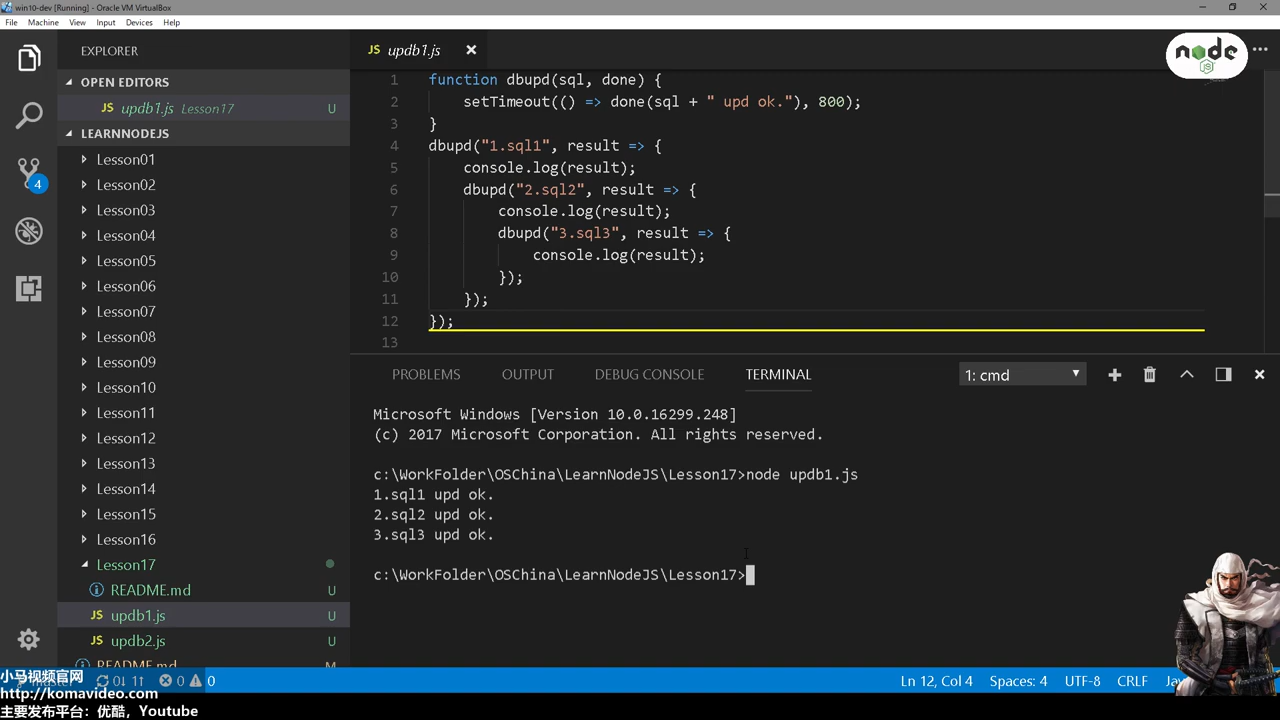 win10-dev [Running] - Oracle VM VirtualBox
File Machine View Input Devices Help
EXPLORER
OPEN EDITORS
JS updb1.js Lesson17 U
LEARNNODEJS
Lesson01
Lesson02
Lesson03
Lesson04
Lesson05
Lesson06
Lesson07
Lesson08
Lesson09
Lesson10
Lesson11
Lesson12
Lesson13
Lesson14
Lesson15
Lesson16
Lesson17
README.md U
JS updb1.js U
JS updb2.js U
README.md M
4
JS updb1.js
node
JS
1 function dbupd(sql, done) {
2 setTimeout(() => done(sql + " upd ok."), 800);
3 }
4 dbupd("1.sql1", result => {
5 console.log(result);
6 dbupd("2.sql2", result => {
7 console.log(result);
8 dbupd("3.sql3", result => {
9 console.log(result);
10 });
11 });
12 });
13
PROBLEMS OUTPUT DEBUG CONSOLE TERMINAL 1: cmd
Microsoft Windows [Version 10.0.16299.248]
(c) 2017 Microsoft Corporation. All rights reserved.
c:\WorkFolder\OSChina\LearnNodeJS\Lesson17>node updb1.js
1.sql1 upd ok.
2.sql2 upd ok.
3.sql3 upd ok.
c:\WorkFolder\OSChina\LearnNodeJS\Lesson17>
小马视频官网
http://komavideo.com
主要发布平台：优酷，Youtube
0↓ 1↑ 0 0
Ln 12, Col 4 Spaces: 4 UTF-8 CRLF